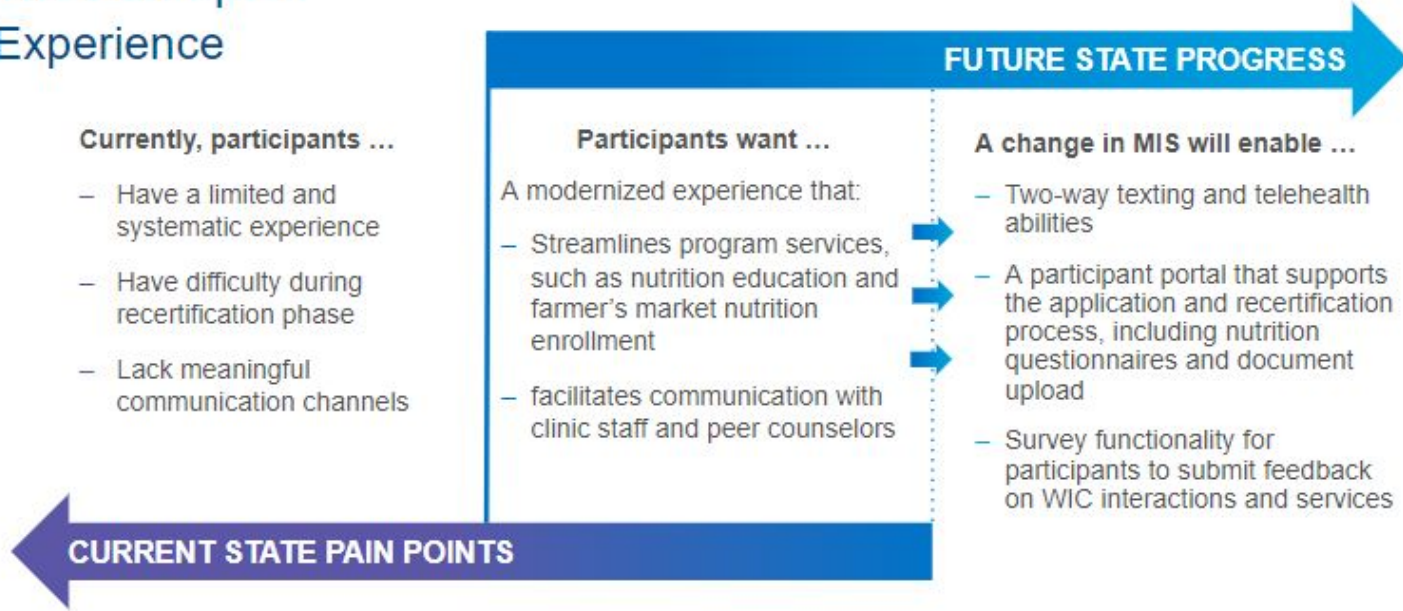 Experience
FUTURE STATE PROGRESS
Currently, participants …
– Have a limited and
systematic experience
– Have difficulty during
recertification phase
– Lack meaningful
communication channels
Participants want …
A modernized experience that:
– Streamlines program services,
such as nutrition education and
farmer’s market nutrition
enrollment
– facilitates communication with
clinic staff and peer counselors
A change in MIS will enable …
– Two-way texting and telehealth
abilities
– A participant portal that supports
the application and recertification
process, including nutrition
questionnaires and document
upload
– Survey functionality for
participants to submit feedback
on WIC interactions and services
CURRENT STATE PAIN POINTS